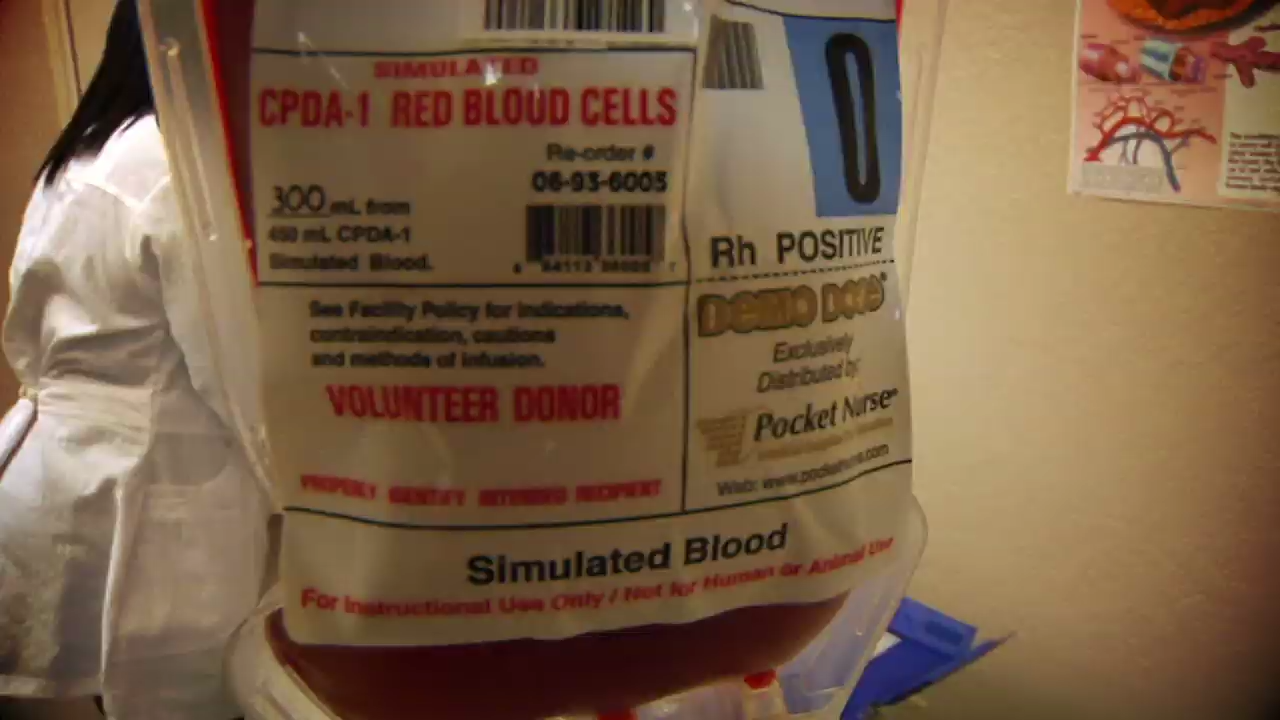 SIMULATED
CPDA-1 RED BLOUD CELLS
Re-order #
06-93-6005
300 mL from
450 mL CPDA-1
Simulated Blood.
See Facility Policy for indications,
contraindication, cautions
and methods of infusion.
VOLUNTEER DONOR
PROPERLY IDENTIFY INTENDED RECIPIENT
O
Rh POSITIVE
DEMO DOSE®
Exclusively
Distributed by:
Pocket Nurse®
Web: www.pocketnurse.com
Simulated Blood
For Instructional Use Only / Not for Human or Animal Use